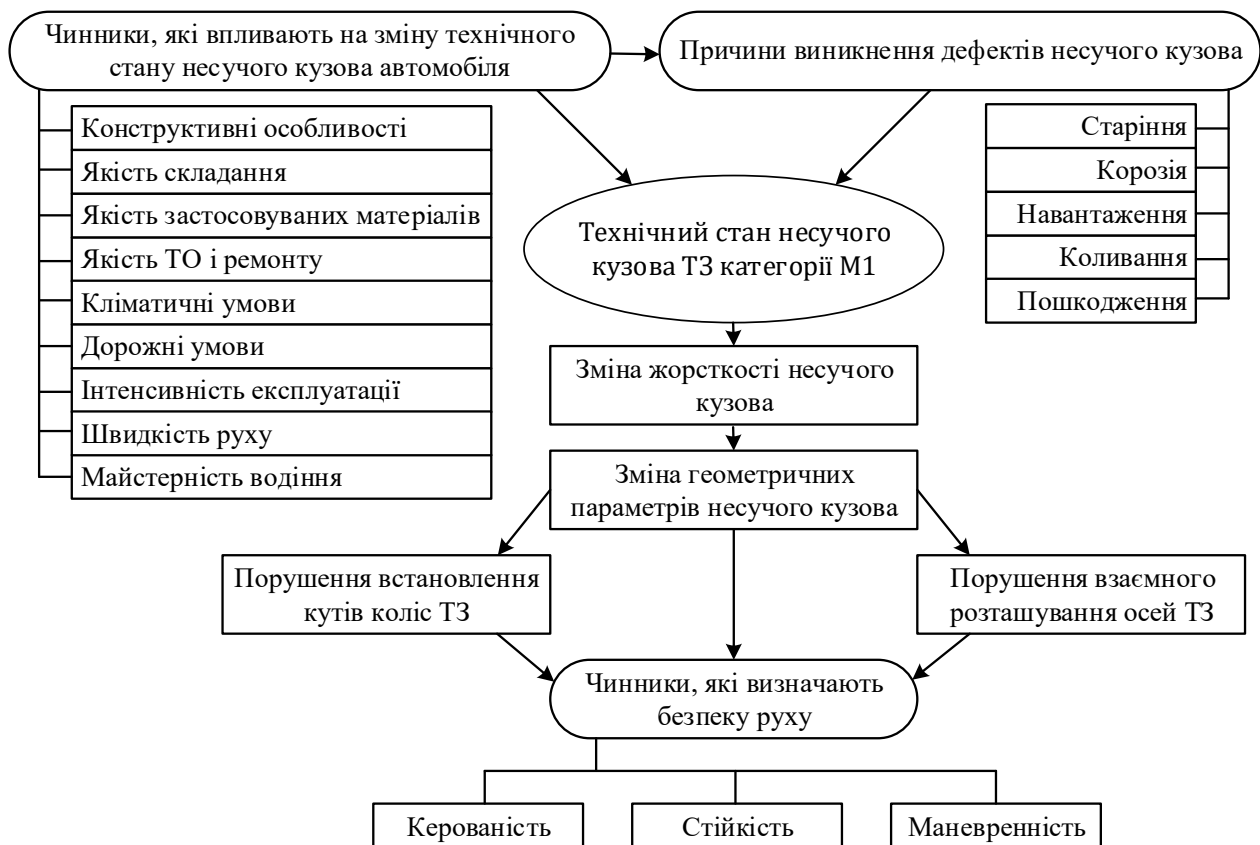 Чинники, які впливають на зміну технічного
стану несучого кузова автомобіля
Причини виникнення дефектів несучого кузова
Конструктивні особливості
Якість складання
Якість застосовуваних матеріалів
Якість ТО і ремонту
Кліматичні умови
Дорожні умови
Інтенсивність експлуатації
Швидкість руху
Майстерність водіння
Старіння
Корозія
Навантаження
Коливання
Пошкодження
Технічний стан несучого
кузова ТЗ категорії М1
Зміна жорсткості несучого
кузова
Зміна геометричних
параметрів несучого кузова
Порушення встановлення
кутів коліс ТЗ
Порушення взаємного
розташування осей ТЗ
Чинники, які визначають
безпеку руху
Керованість
Стійкість
Маневренність